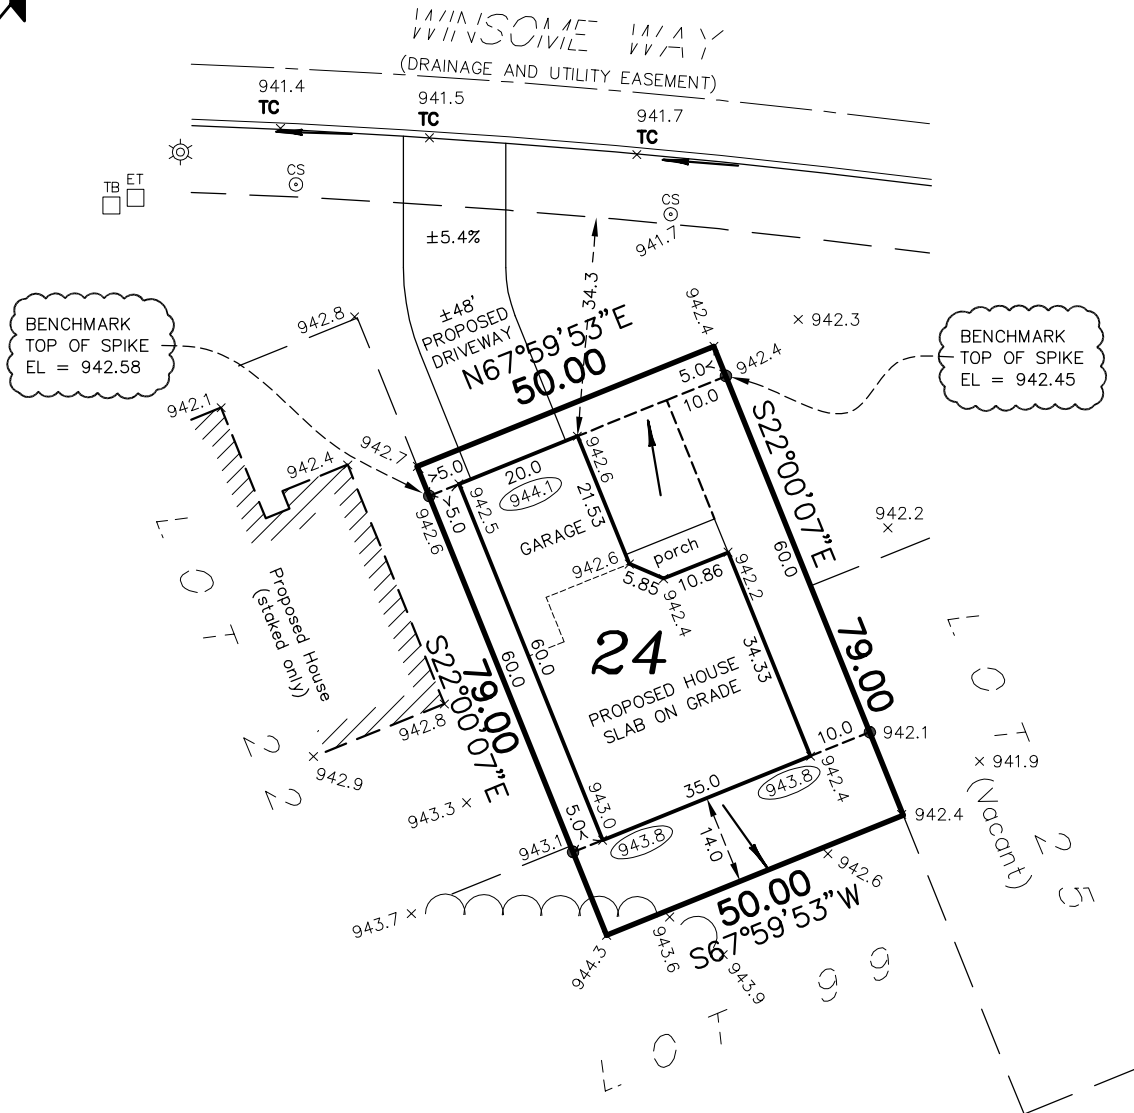 WINSOME WAY
(DRAINAGE AND UTILITY EASEMENT)
941.4
TC
941.5
TC
941.7
TC
CS
TB
ET
CS
941.7
±5.4%
34.3
±48'
PROPOSED
DRIVEWAY
N67°59'53"E
50.00
BENCHMARK
TOP OF SPIKE
EL = 942.58
BENCHMARK
TOP OF SPIKE
EL = 942.45
942.8
942.4
942.3
942.4
942.1
942.4
942.7
5.0
10.0
>5.0
>5.0
20.0
944.1
942.6
942.5
942.6
21.53
GARAGE
S22°00'07"E
60.0
79.00
942.2
942.6
porch
5.85
10.86
942.2
942.4
LOT 22
Proposed House
(staked only)
S22°00'07"E
79.00
60.0
60.0
24
PROPOSED HOUSE
SLAB ON GRADE
34.33
942.8
942.9
943.3
943.1
5.0
943.0
943.8
35.0
943.8
942.4
10.0
942.1
941.9
942.4
LOT 25
(Vacant)
14.0
942.6
50.00
S67°59'53"W
943.7
944.3
943.6
943.9
LOT 99